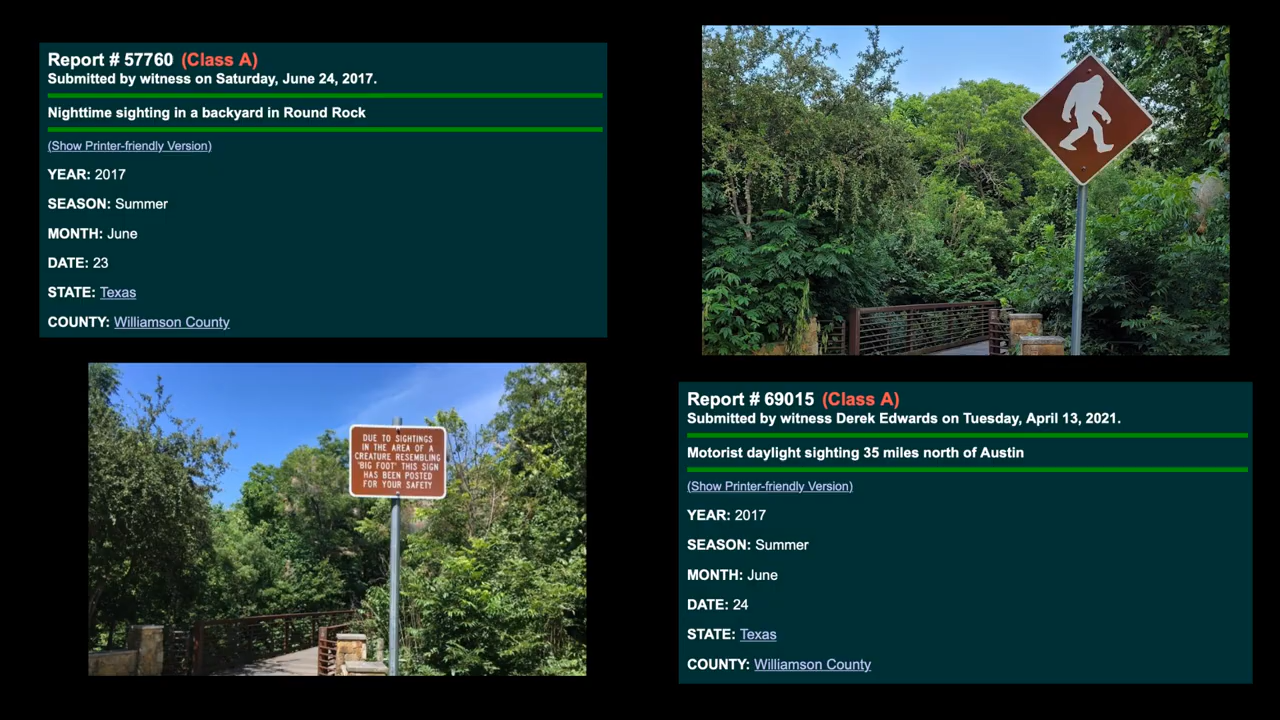 Report # 57760 (Class A)
Submitted by witness on Saturday, June 24, 2017.
Nighttime sighting in a backyard in Round Rock
(Show Printer-friendly Version)
YEAR: 2017
SEASON: Summer
MONTH: June
DATE: 23
STATE: Texas
COUNTY: Williamson County
DUE TO SIGHTINGS
IN THE AREA OF A
CREATURE RESEMBLING
"BIG FOOT" THIS SIGN
HAS BEEN POSTED
FOR YOUR SAFETY
Report # 69015 (Class A)
Submitted by witness Derek Edwards on Tuesday, April 13, 2021.
Motorist daylight sighting 35 miles north of Austin
(Show Printer-friendly Version)
YEAR: 2017
SEASON: Summer
MONTH: June
DATE: 24
STATE: Texas
COUNTY: Williamson County